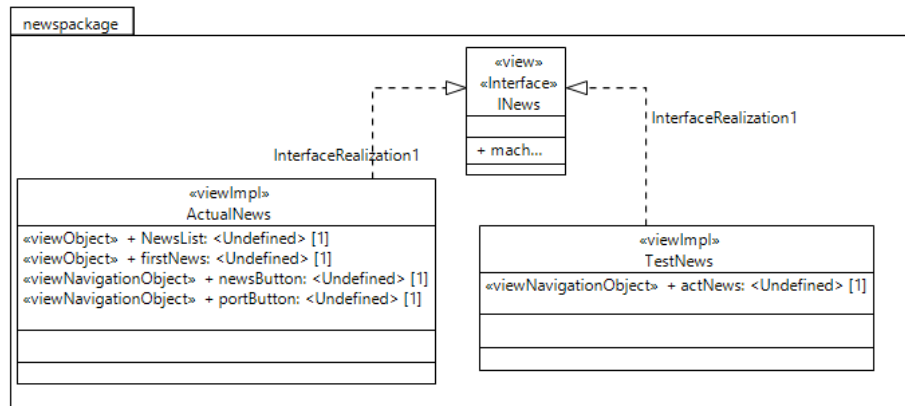 newspackage
«view»
«Interface»
INews
+ mach...
InterfaceRealization1
InterfaceRealization1
«viewImpl»
ActualNews
«viewObject» + NewsList: <Undefined> [1]
«viewObject» + firstNews: <Undefined> [1]
«viewNavigationObject» + newsButton: <Undefined> [1]
«viewNavigationObject» + portButton: <Undefined> [1]
«viewImpl»
TestNews
«viewNavigationObject» + actNews: <Undefined> [1]